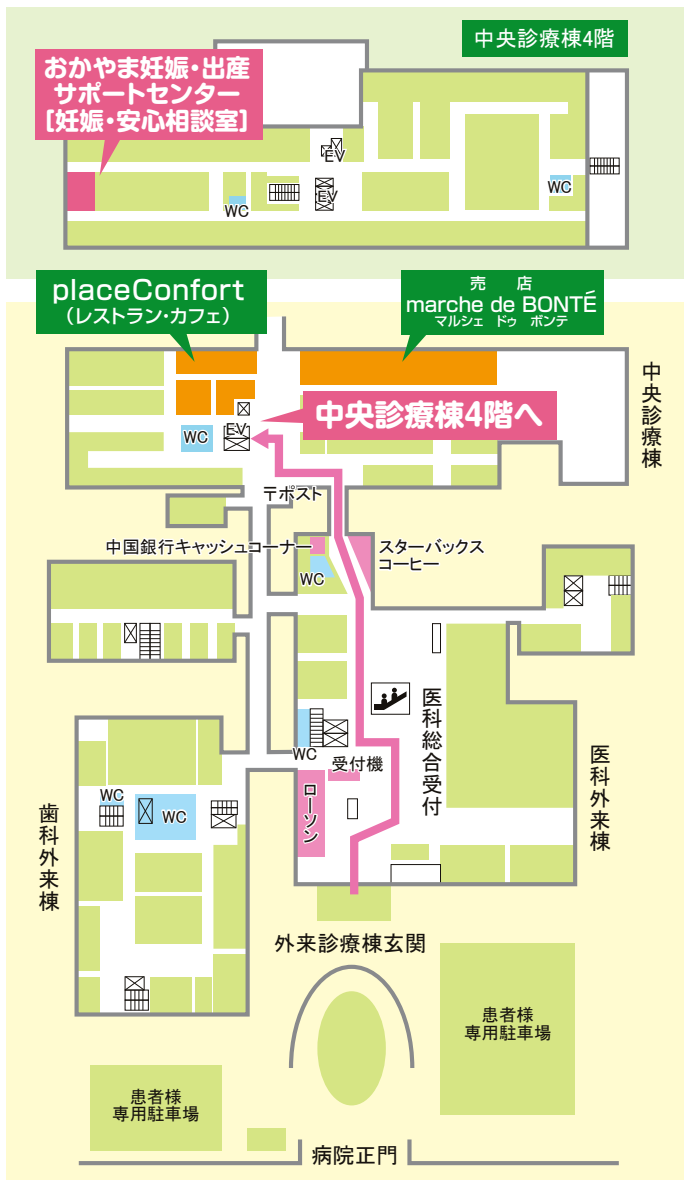 中央診療棟4階
おかやま妊娠・出産
サポートセンター
[妊娠・安心相談室]
EV
EV
WC
WC
placeConfort
（レストラン・カフェ）
売店
marche de BONTÉ
マルシェ ドゥ ボンテ
中央診療棟
中央診療棟4階へ
EV
WC
〒ポスト
中国銀行キャッシュコーナー
スターバックス
コーヒー
WC
医科総合受付
WC
受付機
ローソン
医科外来棟
歯科外来棟
WC
WC
外来診療棟玄関
患者様
専用駐車場
患者様
専用駐車場
病院正門